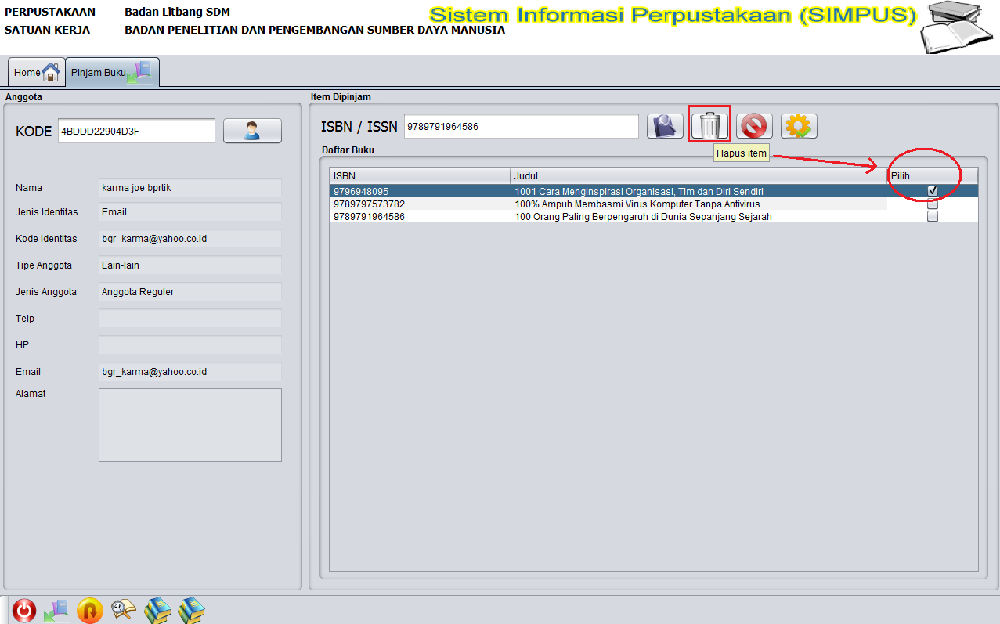 PERPUSTAKAAN Badan Litbang SDM
SATUAN KERJA BADAN PENELITIAN DAN PENGEMBANGAN SUMBER DAYA MANUSIA
Sistem Informasi Perpustakaan (SIMPUS)
Home Pinjam Buku
Anggota
KODE 4BDDD22904D3F
Nama karma joe bprtik
Jenis Identitas Email
Kode Identitas bgr_karma@yahoo.co.id
Tipe Anggota Lain-lain
Jenis Anggota Anggota Reguler
Telp
HP
Email bgr_karma@yahoo.co.id
Alamat
Item Dipinjam
ISBN / ISSN 9789791964586
Hapus item
Daftar Buku
ISBN Judul Pilih
9796948095 1001 Cara Menginspirasi Organisasi, Tim dan Diri Sendiri
9789797573782 100% Ampuh Membasmi Virus Komputer Tanpa Antivirus
9789791964586 100 Orang Paling Berpengaruh di Dunia Sepanjang Sejarah